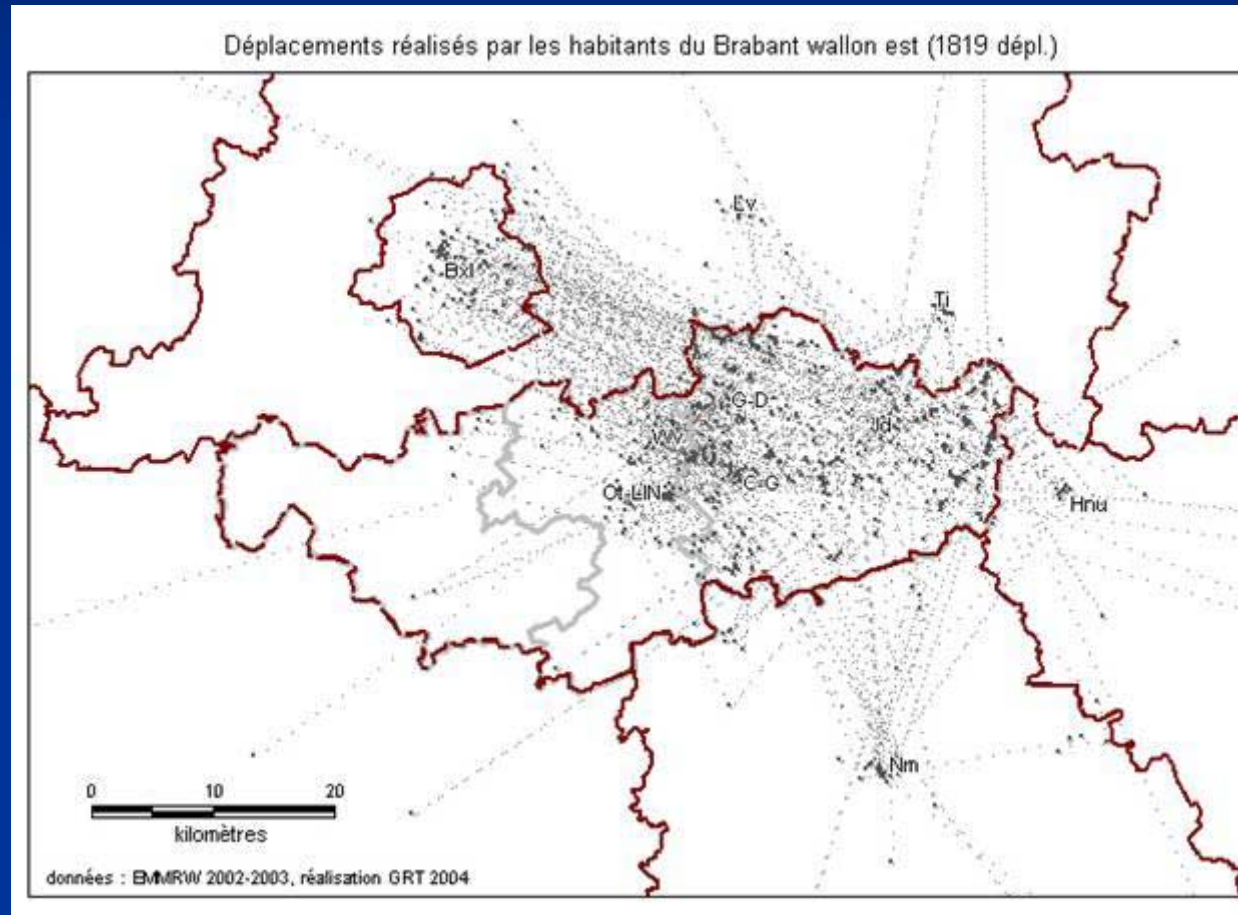 Déplacements réalisés par les habitants du Brabant wallon est (1819 dépl.)
Lv
Bxl
Ti
G-D
Wv
Jd
C-G
Ot-LLN
Hnu
Nm
0 10 20
kilomètres
données : EMMRW 2002-2003, réalisation GRT 2004